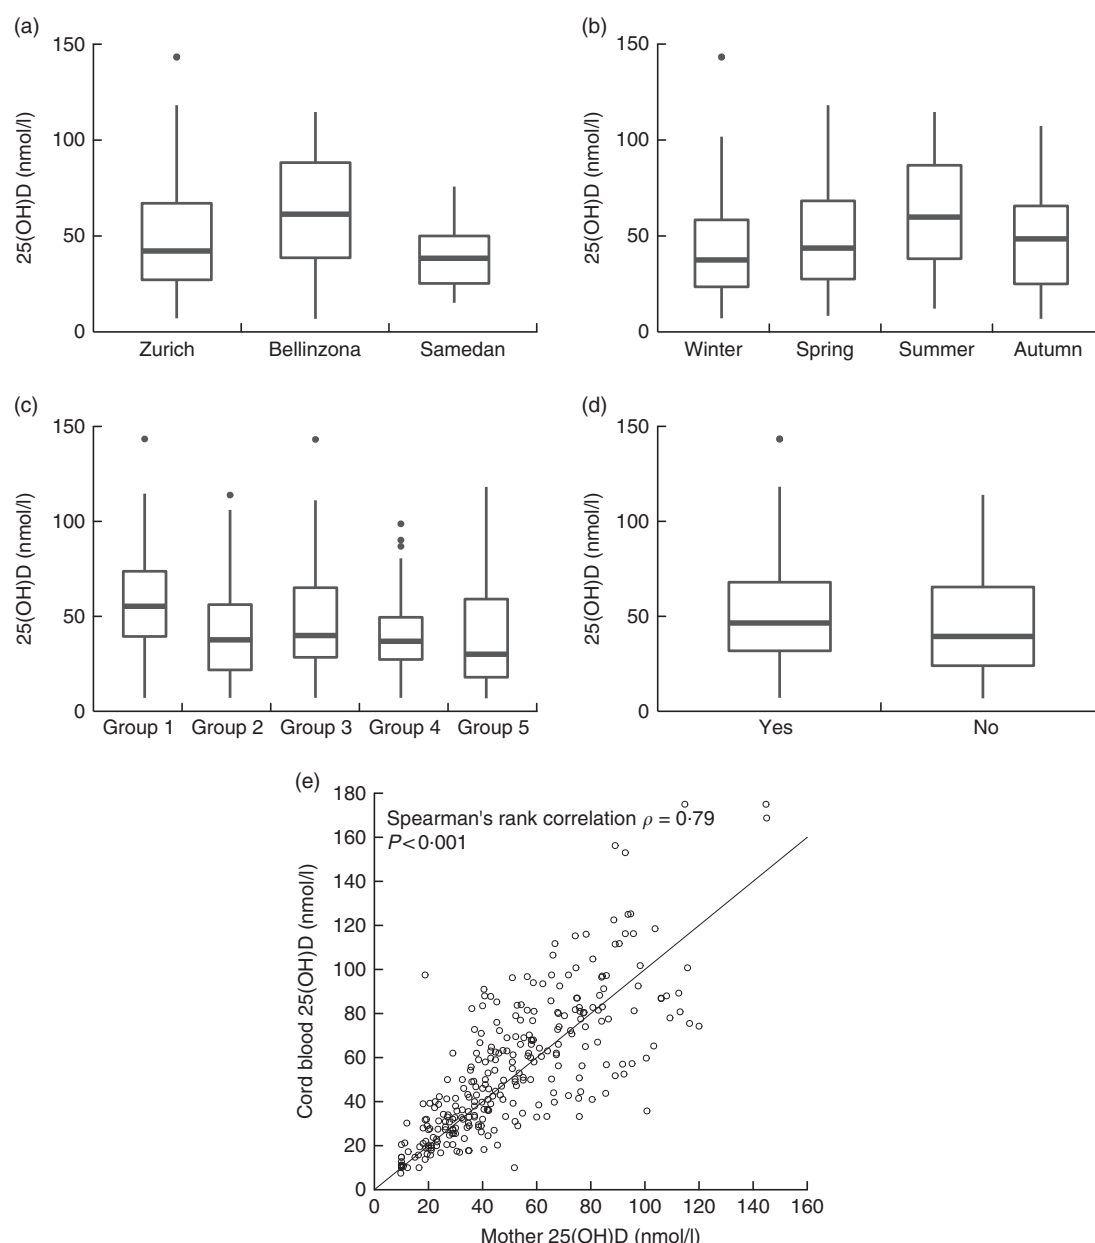 (a)
150
100
50
0
25(OH)D (nmol/l)
Zurich Bellinzona Samedan
(b)
150
100
50
0
25(OH)D (nmol/l)
Winter Spring Summer Autumn
(c)
150
100
50
0
25(OH)D (nmol/l)
Group 1 Group 2 Group 3 Group 4 Group 5
(d)
150
100
50
0
25(OH)D (nmol/l)
Yes No
(e)
180
160
140
120
100
80
60
40
20
0
Cord blood 25(OH)D (nmol/l)
Spearman's rank correlation ρ = 0·79
P<0·001
0 20 40 60 80 100 120 140 160
Mother 25(OH)D (nmol/l)